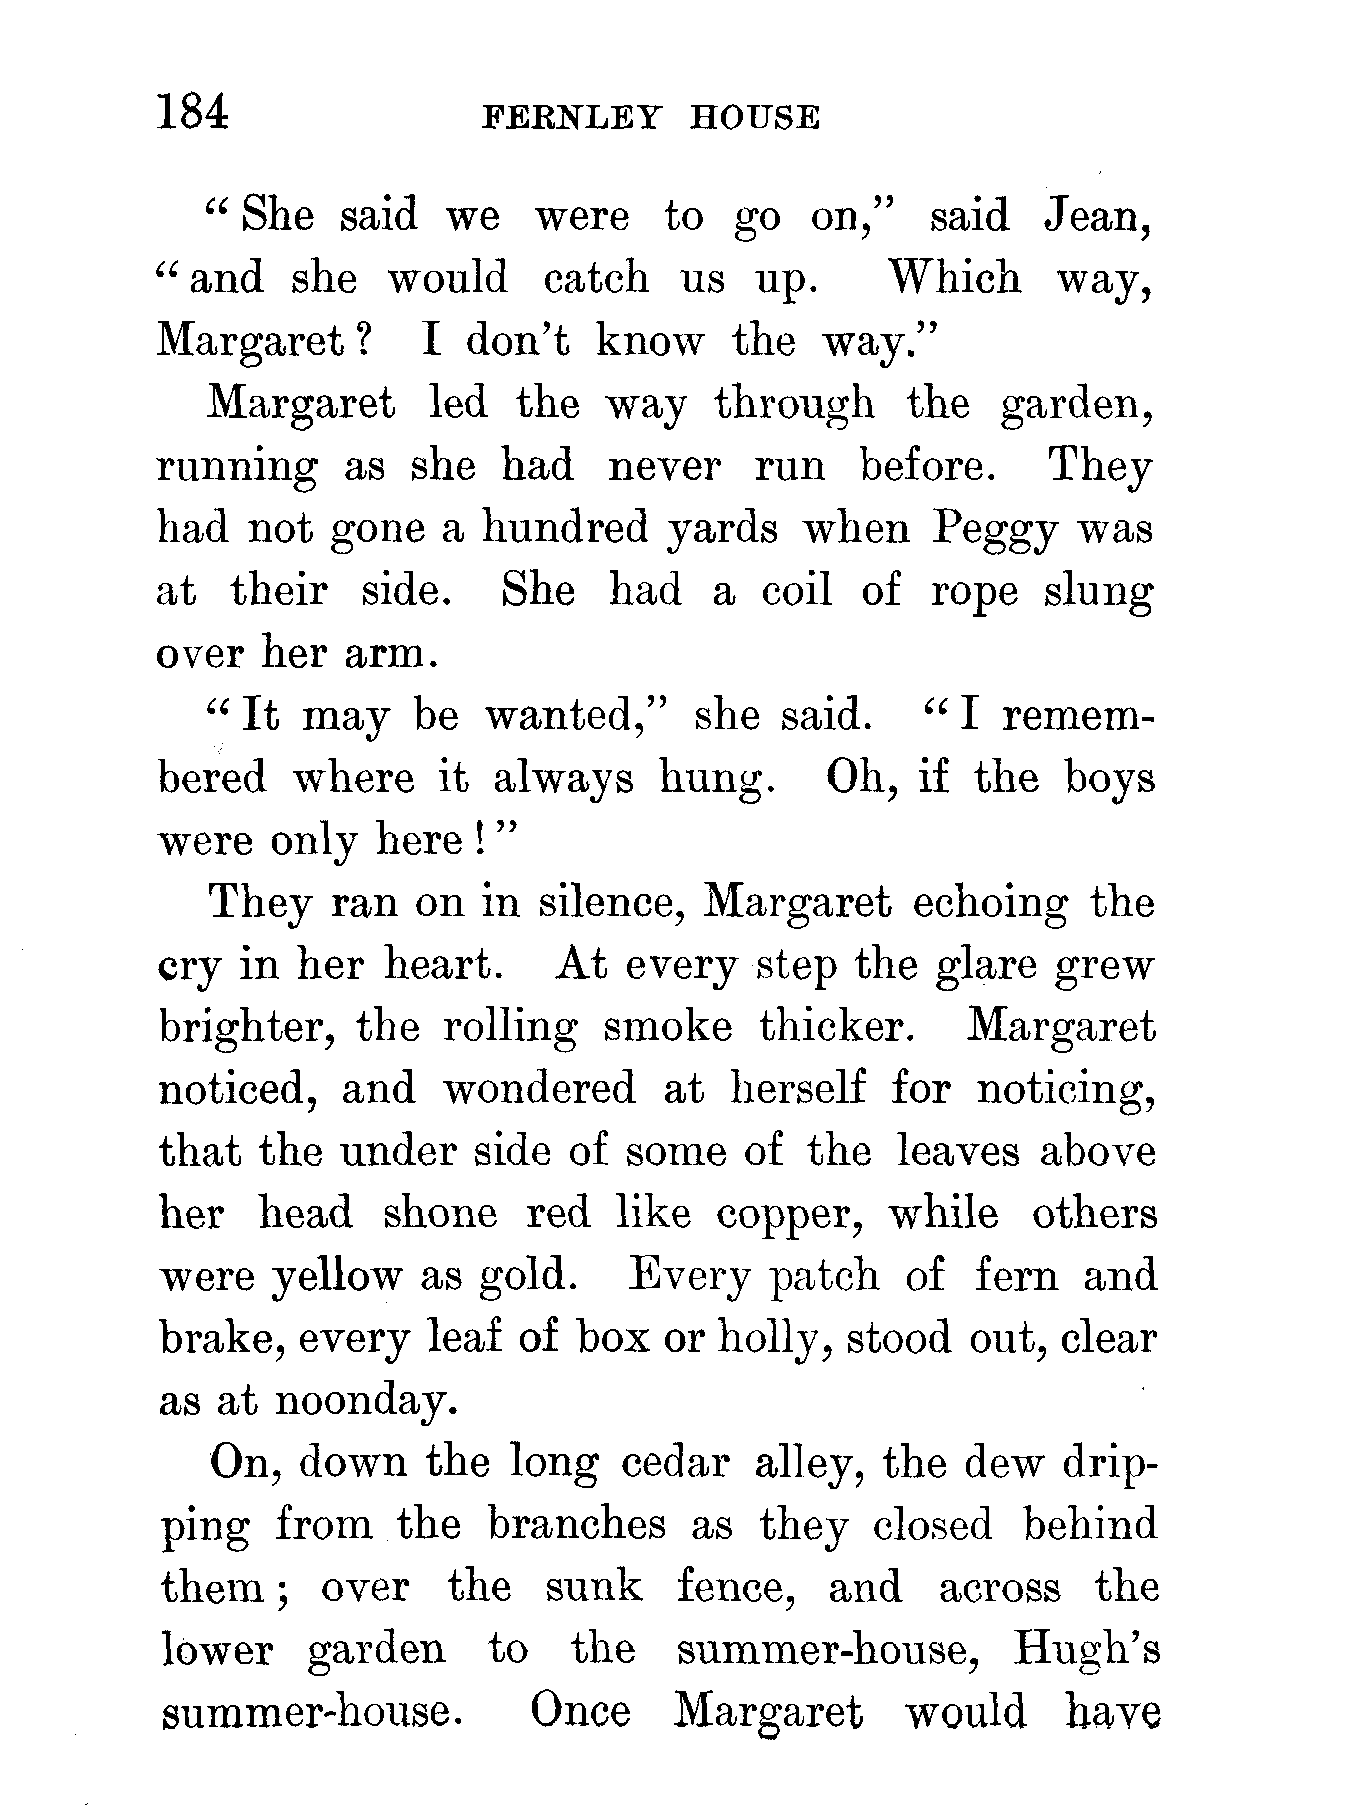 184 FERNLEY HOUSE
“ She said we were to go on,” said Jean,
“ and she would catch us up. Which way,
Margaret ? I don’t know the way.”
Margaret led the way through the garden,
running as she had never run before. They
had not gone a hundred yards when Peggy was
at their side. She had a coil of rope slung
over her arm.
“ It may be wanted,” she said. “ I remem-
bered where it always hung. Oh, if the boys
were only here ! ”
They ran on in silence, Margaret echoing the
cry in her heart. At every step the glare grew
brighter, the rolling smoke thicker. Margaret
noticed, and wondered at herself for noticing,
that the under side of some of the leaves above
her head shone red like copper, while others
were yellow as gold. Every patch of fern and
brake, every leaf of box or holly, stood out, clear
as at noonday.
On, down the long cedar alley, the dew drip-
ping from the branches as they closed behind
them ; over the sunk fence, and across the
lower garden to the summer-house, Hugh’s
summer-house. Once Margaret would have